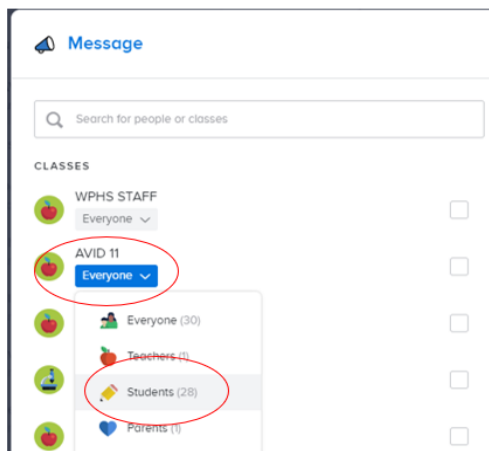 Message
Search for people or classes
CLASSES
WPHS STAFF
Everyone
AVID 11
Everyone
Everyone (30)
Teachers (1)
Students (28)
Parents (1)